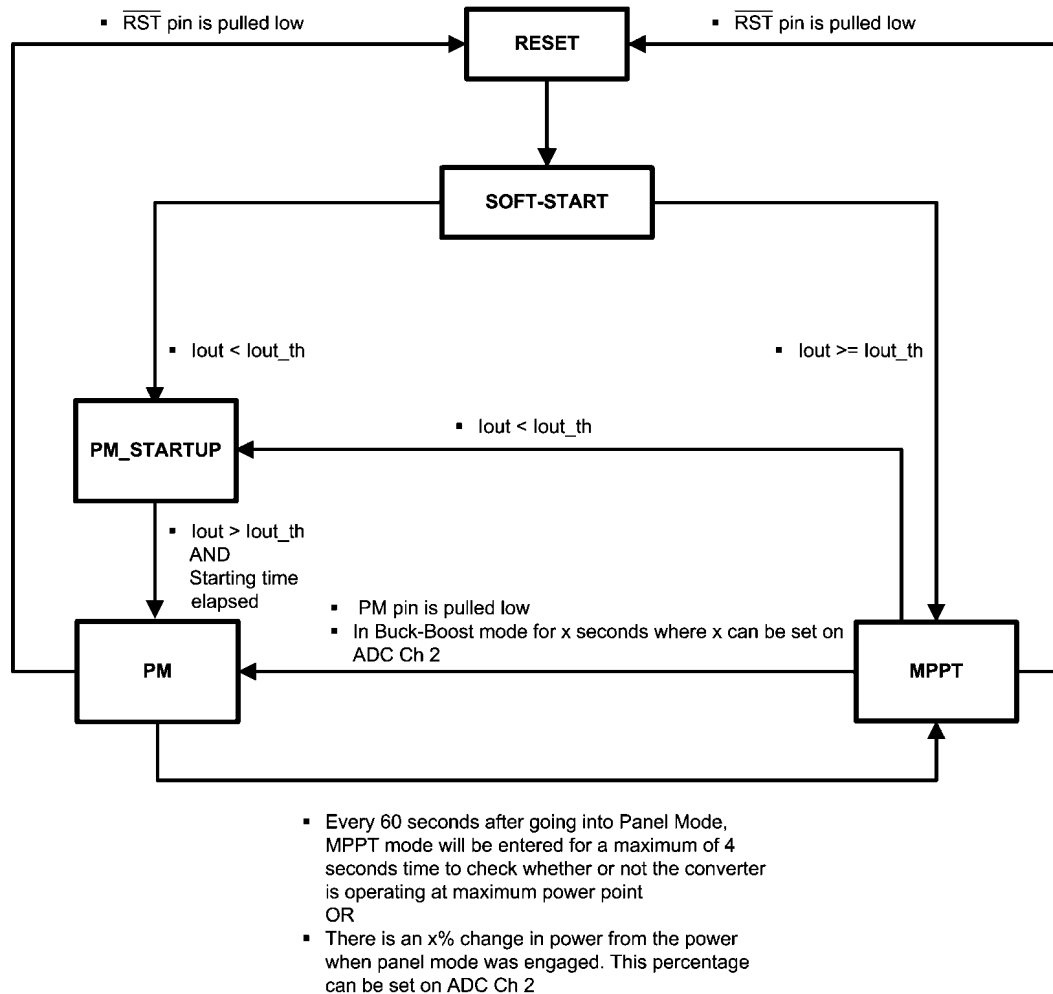 ▪ RST pin is pulled low
▪ RST pin is pulled low
RESET
SOFT-START
▪ Iout < Iout_th
▪ Iout >= Iout_th
PM_STARTUP
▪ Iout < Iout_th
▪ Iout > Iout_th
AND
Starting time
elapsed
▪ PM pin is pulled low
▪ In Buck-Boost mode for x seconds where x can be set on
ADC Ch 2
PM
MPPT
▪ Every 60 seconds after going into Panel Mode,
MPPT mode will be entered for a maximum of 4
seconds time to check whether or not the converter
is operating at maximum power point
OR
▪ There is an x% change in power from the power
when panel mode was engaged. This percentage
can be set on ADC Ch 2